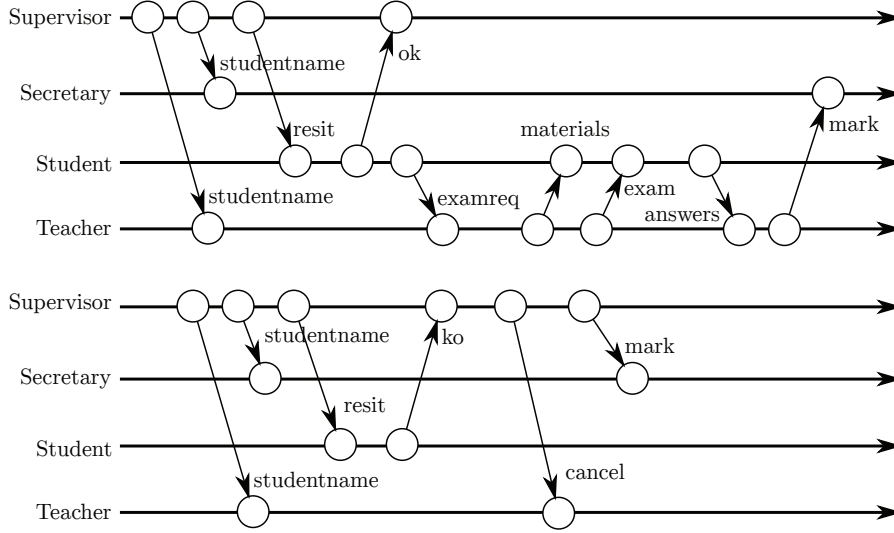 Supervisor
ok
studentname
Secretary
mark
resit
materials
Student
exam
studentname
examreq
answers
Teacher
Supervisor
studentname
ko
mark
Secretary
resit
Student
cancel
studentname
Teacher